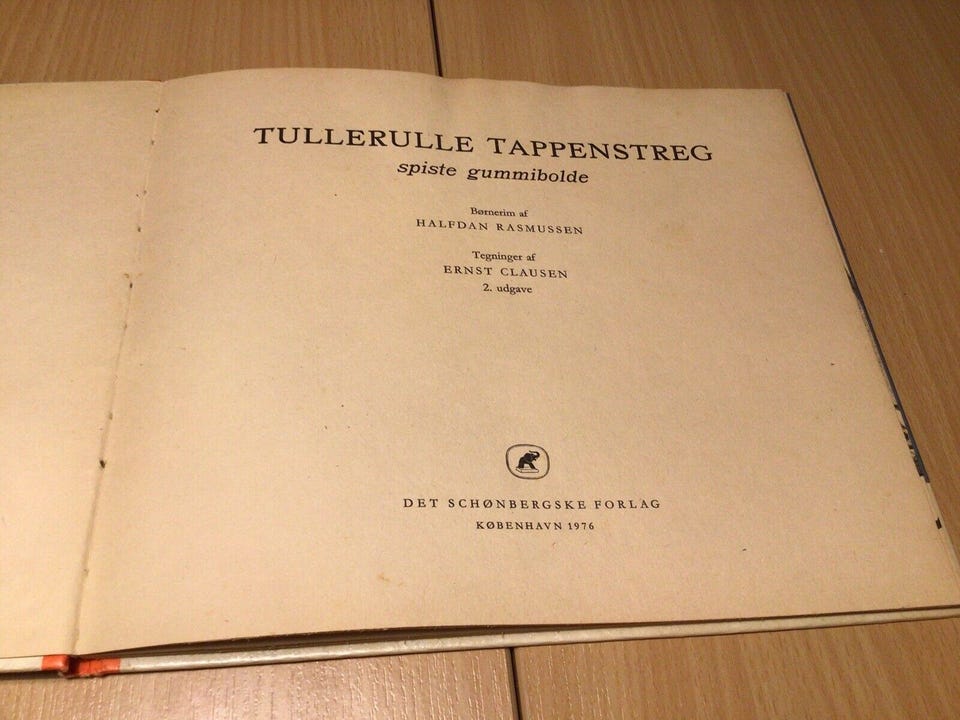 TULLERULLE TAPPENSTREG
spiste gummibolde
Børnerim af
HALFDAN RASMUSSEN
Tegninger af
ERNST CLAUSEN
2. udgave
DET SCHØNBERGSKE FORLAG
KØBENHAVN 1976